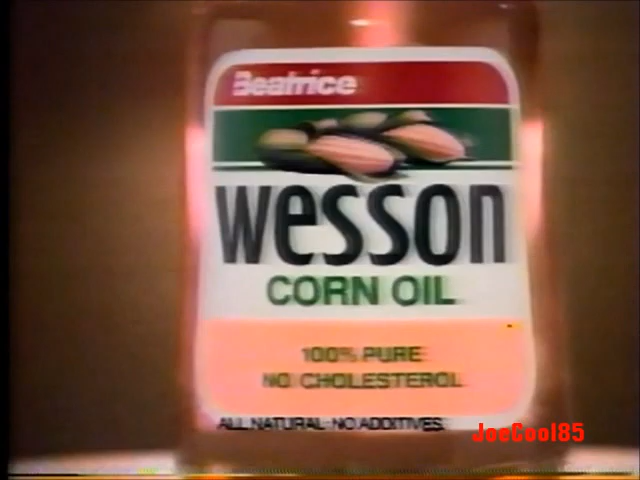 Beatrice
wesson
CORN OIL
100% PURE
NO CHOLESTEROL
ALL NATURAL: NO ADDITIVES.
JoeCool85